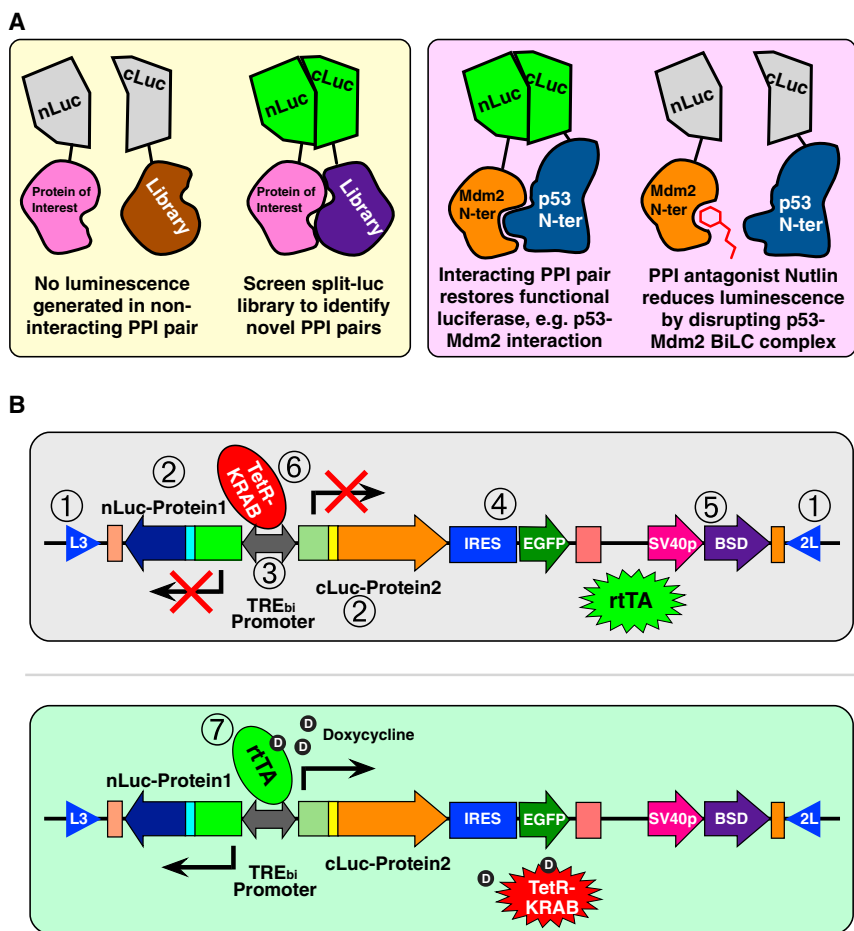 A
nLuc
cLuc
Protein of
Interest
Library
No luminescence
generated in non-
interacting PPI pair
nLuc
cLuc
Protein of
Interest
Library
Screen split-luc
library to identify
novel PPI pairs
nLuc
cLuc
Mdm2
N-ter
p53
N-ter
Interacting PPI pair
restores functional
luciferase, e.g. p53-
Mdm2 interaction
nLuc
cLuc
Mdm2
N-ter
p53
N-ter
PPI antagonist Nutlin
reduces luminescence
by disrupting p53-
Mdm2 BiLC complex
B
① ② TetR-
KRAB
⑥ ④ ⑤ ①
nLuc-Protein1
L3 IRES EGFP SV40p BSD 2L
③
TREbi
Promoter
cLuc-Protein2
②
rtTA
⑦
rtTA
D
D
D
Doxycycline
nLuc-Protein1
L3 IRES EGFP SV40p BSD 2L
TREbi
Promoter
cLuc-Protein2
D
D
TetR-
KRAB